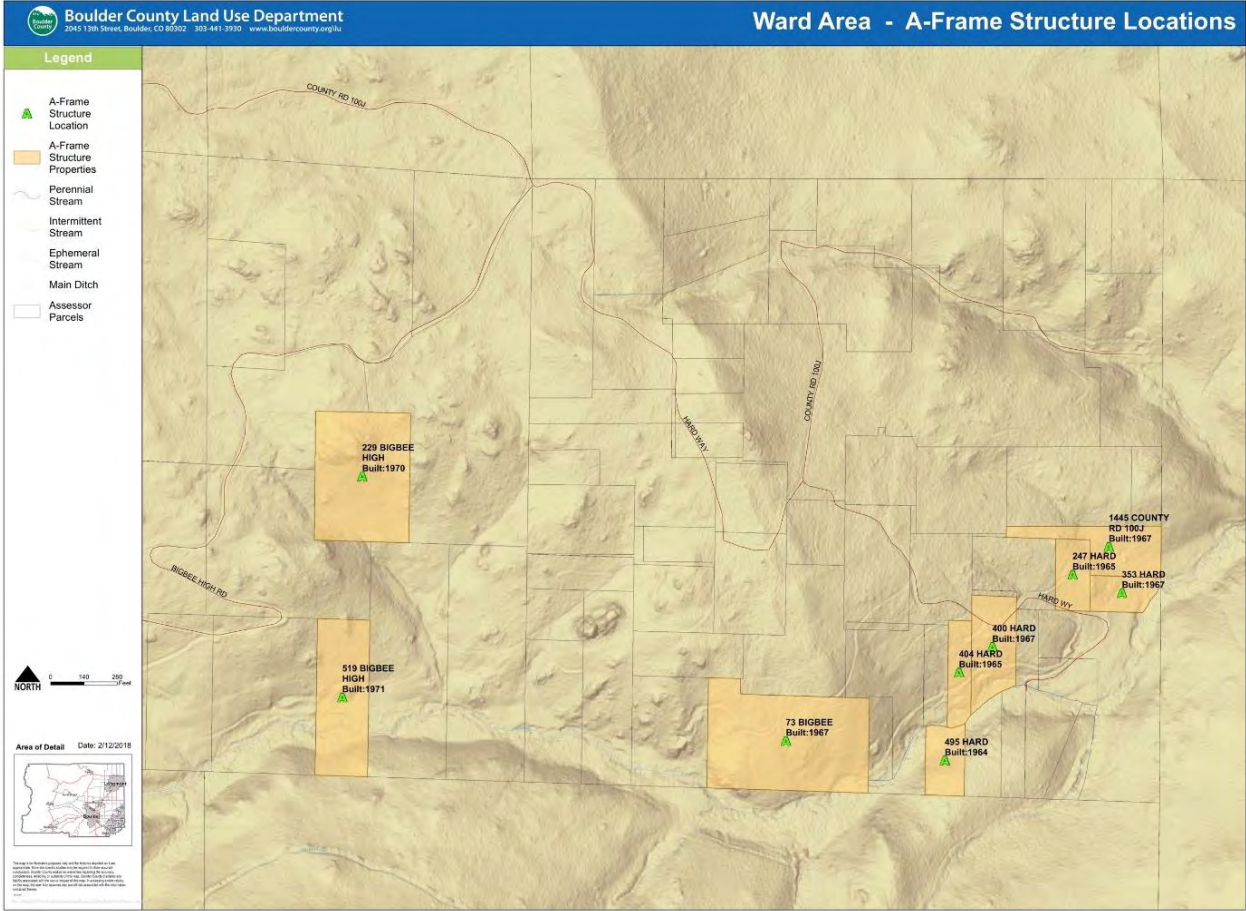 Boulder County
Boulder County Land Use Department
2045 13th Street, Boulder, CO 80302 303-441-3930 www.bouldercounty.org\lu
Ward Area - A-Frame Structure Locations
Legend
A A-Frame
Structure
Location
A-Frame
Structure
Properties
Perennial
Stream
Intermittent
Stream
Ephemeral
Stream
Main Ditch
Assessor
Parcels
NORTH
0 140 280
Feet
Area of Detail Date: 2/12/2018
Longmont
Boulder
COUNTY RD 100J
HARD WAY
COUNTY RD 100J
229 BIGBEE
HIGH
Built:1970
A
BIGBEE HIGH RD
1445 COUNTY
RD 100J
Built:1967
A
247 HARD
Built:1965
A
353 HARD
Built:1967
A
HARD WY
400 HARD
Built:1967
A
404 HARD
Built:1965
A
519 BIGBEE
HIGH
Built:1971
A
73 BIGBEE
Built:1967
A
495 HARD
Built:1964
A